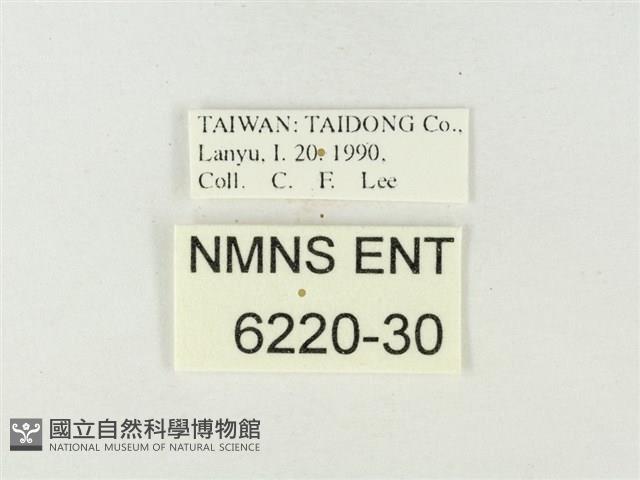 TAIWAN: TAIDONG Co.,
Lanyu, I. 20. 1990,
Coll. C. F. Lee
NMNS ENT
6220-30
國立自然科學博物館
NATIONAL MUSEUM OF NATURAL SCIENCE